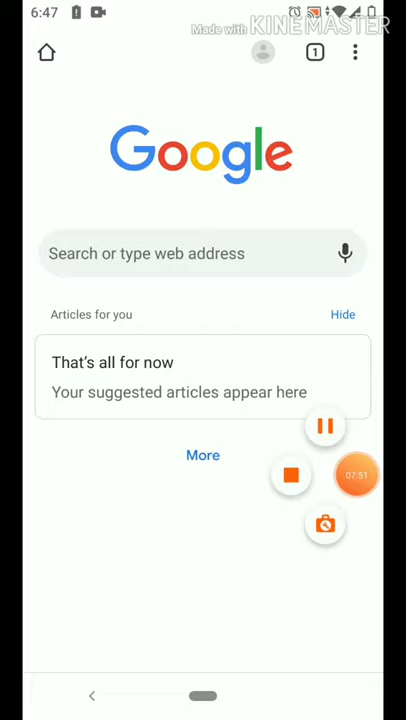 6:47
Made with KINEMASTER
1
Google
Search or type web address
Articles for you Hide
That's all for now
Your suggested articles appear here
More
07:51